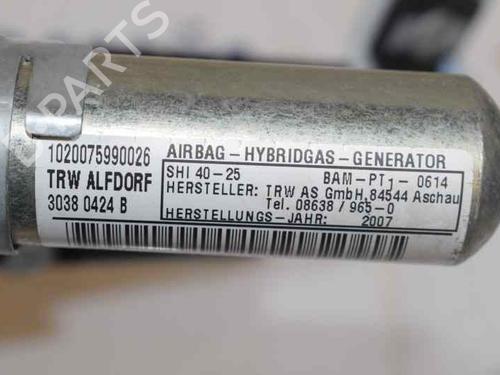 PARTS
1020075990026
TRW ALFDORF
3038 0424 B
AIRBAG-HYBRIDGAS-GENERATOR
SHI 40-25 BAM-PT1-0614
HERSTELLER: TRW AS GmbH, 84544 Aschau
Tel. 08638 / 965-0
HERSTELLUNGS-JAHR: 2007